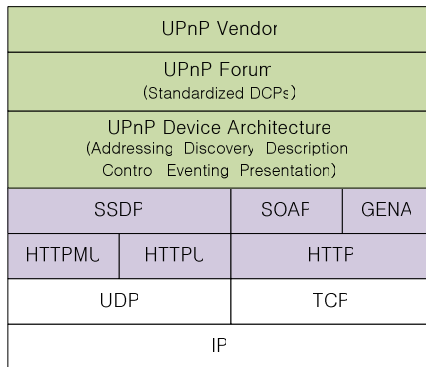 UPnP Vendor
UPnP Forum
(Standardized DCPs)
UPnP Device Architecture
(Addressing Discovery Description
Contro Eventing Presentation)
SSDP SOAP GENA
HTTPMU HTTPU HTTP
UDP TCP
IP